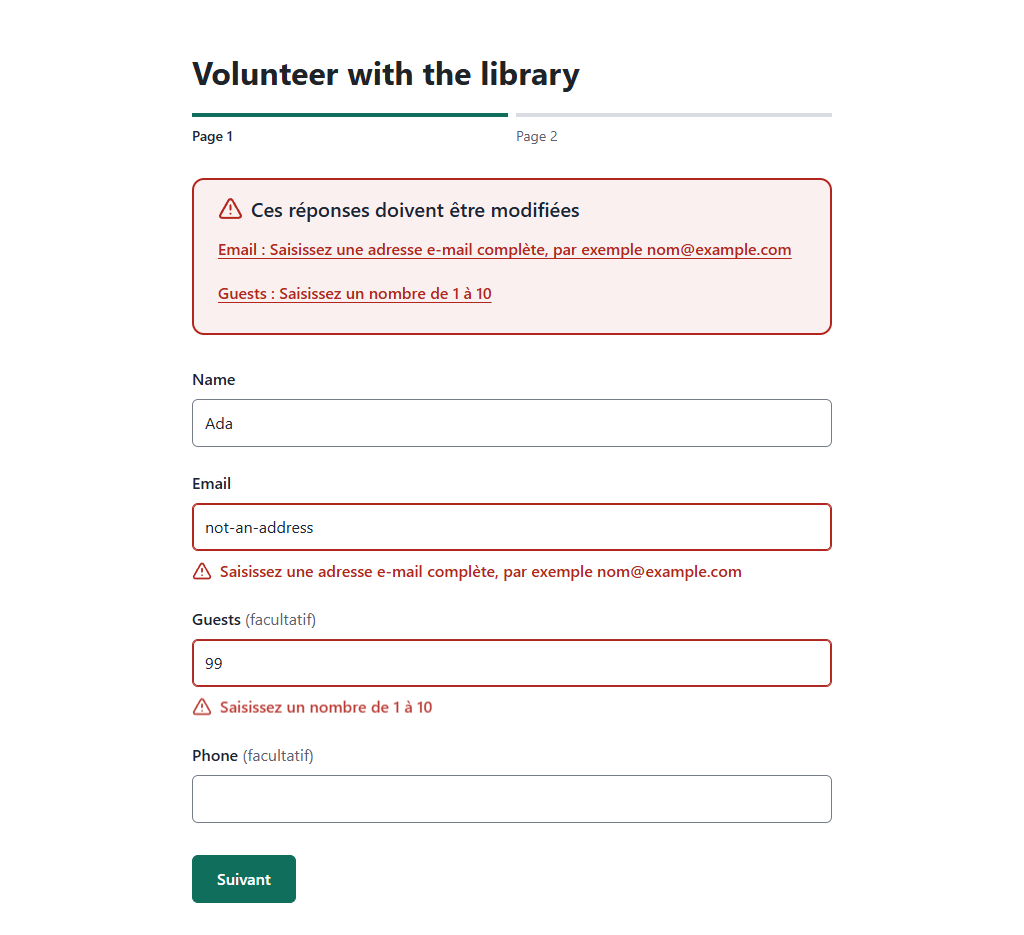 Volunteer with the library
Page 1
Page 2
Ces réponses doivent être modifiées
Email : Saisissez une adresse e-mail complète, par exemple nom@example.com
Guests : Saisissez un nombre de 1 à 10
Name
Ada
Email
not-an-address
Saisissez une adresse e-mail complète, par exemple nom@example.com
Guests (facultatif)
99
Saisissez un nombre de 1 à 10
Phone (facultatif)
Suivant